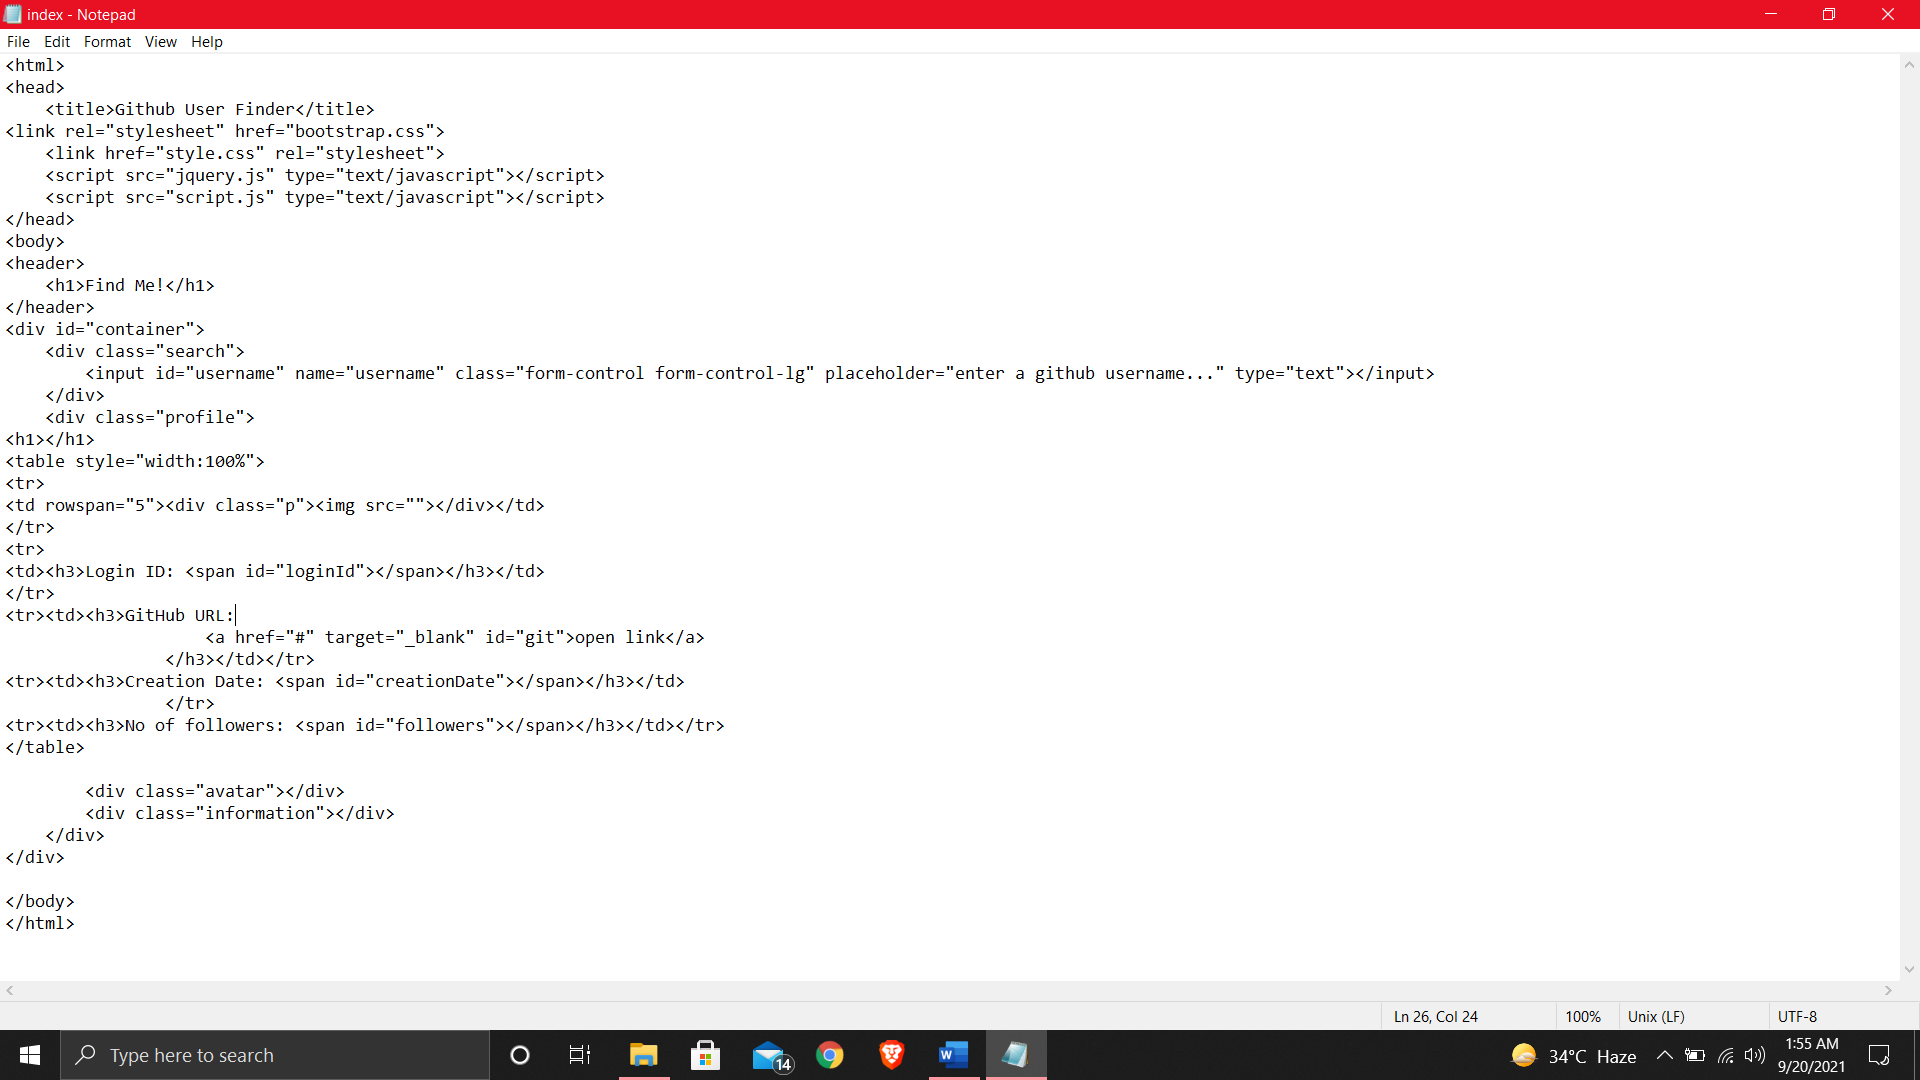 index - Notepad
File Edit Format View Help
<html>
<head>
    <title>Github User Finder</title>
<link rel="stylesheet" href="bootstrap.css">
    <link href="style.css" rel="stylesheet">
    <script src="jquery.js" type="text/javascript"></script>
    <script src="script.js" type="text/javascript"></script>
</head>
<body>
<header>
    <h1>Find Me!</h1>
</header>
<div id="container">
    <div class="search">
        <input id="username" name="username" class="form-control form-control-lg" placeholder="enter a github username..." type="text"></input>
    </div>
    <div class="profile">
<h1></h1>
<table style="width:100%">
<tr>
<td rowspan="5"><div class="p"><img src=""></div></td>
</tr>
<tr>
<td><h3>Login ID: <span id="loginId"></span></h3></td>
</tr>
<tr><td><h3>GitHub URL:
                    <a href="#" target="_blank" id="git">open link</a>
                </h3></td></tr>
<tr><td><h3>Creation Date: <span id="creationDate"></span></h3></td>
                </tr>
<tr><td><h3>No of followers: <span id="followers"></span></h3></td></tr>
</table>

        <div class="avatar"></div>
        <div class="information"></div>
    </div>
</div>

</body>
</html>
Ln 26, Col 24 100% Unix (LF) UTF-8
Type here to search
14
W
34°C Haze
1:55 AM
9/20/2021